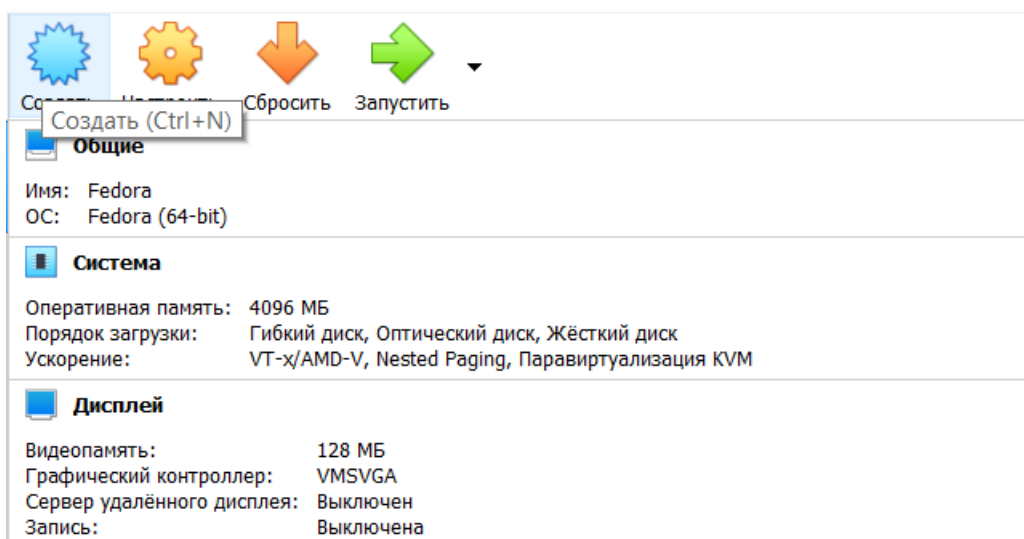 Сбросить Запустить
Создать (Ctrl+N)
Общие
Имя: Fedora
ОС: Fedora (64-bit)
Система
Оперативная память: 4096 МБ
Порядок загрузки: Гибкий диск, Оптический диск, Жёсткий диск
Ускорение: VT-x/AMD-V, Nested Paging, Паравиртуализация KVM
Дисплей
Видеопамять: 128 МБ
Графический контроллер: VMSVGA
Сервер удалённого дисплея: Выключен
Запись: Выключена